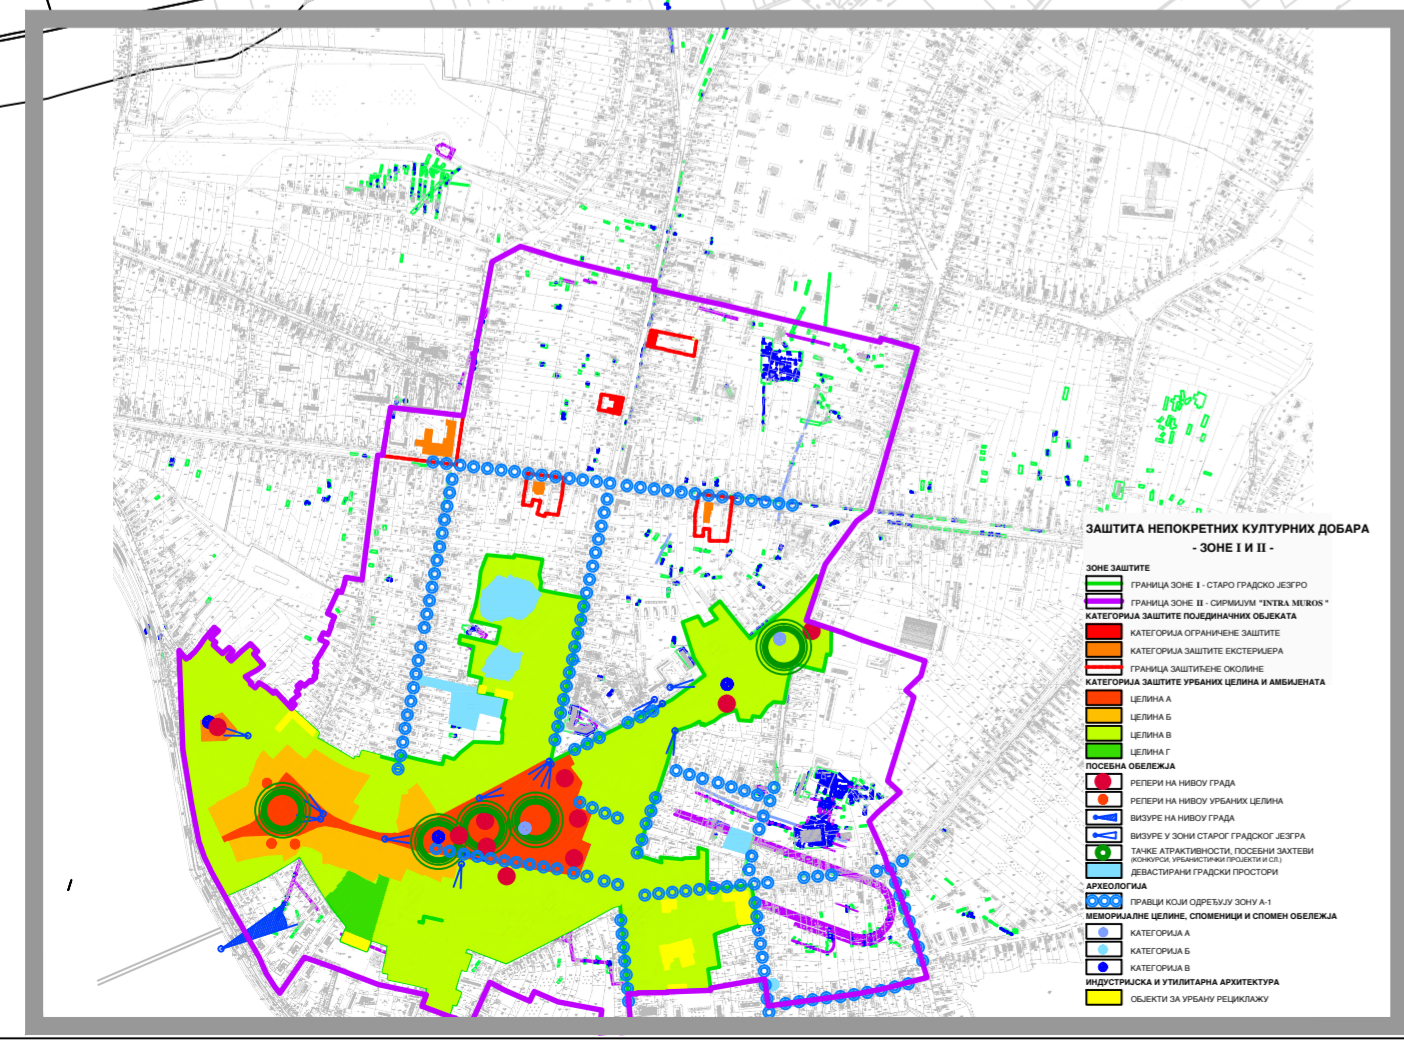 ЗАШТИТА НЕПОКРЕТНИХ КУЛТУРНИХ ДОБАРА
- ЗОНЕ I И II -
ЗОНЕ ЗАШТИТЕ
ГРАНИЦА ЗОНЕ I - СТАРО ГРАДСКО ЈЕЗГРО
ГРАНИЦА ЗОНЕ II - СИРМИЈУМ "INTRA MUROS"
КАТЕГОРИЈА ЗАШТИТЕ ПОЈЕДИНАЧНИХ ОБЈЕКАТА
КАТЕГОРИЈА ОГРАНИЧЕНЕ ЗАШТИТЕ
КАТЕГОРИЈА ЗАШТИТЕ ЕКСТЕРИЈЕРА
ГРАНИЦА ЗАШТИЋЕНЕ ОКОЛИНЕ
КАТЕГОРИЈА ЗАШТИТЕ УРБАНИХ ЦЕЛИНА И АМБИЈЕНАТА
ЦЕЛИНА А
ЦЕЛИНА Б
ЦЕЛИНА В
ЦЕЛИНА Г
ПОСЕБНА ОБЕЛЕЖЈА
РЕПЕРИ НА НИВОУ ГРАДА
РЕПЕРИ НА НИВОУ УРБАНИХ ЦЕЛИНА
ВИЗУРЕ НА НИВОУ ГРАДА
ВИЗУРЕ У ЗОНИ СТАРОГ ГРАДСКОГ ЈЕЗГРА
ТАЧКЕ АТРАКТИВНОСТИ, ПОСЕБНИ ЗАХТЕВИ
(КОНКУРСИ, УРБАНИСТИЧКИ ПРОЈЕКТИ И СЛ.)
ДЕВАСТИРАНИ ГРАДСКИ ПРОСТОРИ
АРХЕОЛОГИЈА
ПРАВЦИ КОЈИ ОДРЕЂУЈУ ЗОНУ А-1
МЕМОРИЈАЛНЕ ЦЕЛИНЕ, СПОМЕНИЦИ И СПОМЕН ОБЕЛЕЖЈА
КАТЕГОРИЈА А
КАТЕГОРИЈА Б
КАТЕГОРИЈА В
ИНДУСТРИЈСКА И УТИЛИТАРНА АРХИТЕКТУРА
ОБЈЕКТИ ЗА УРБАНУ РЕЦИКЛАЖУ